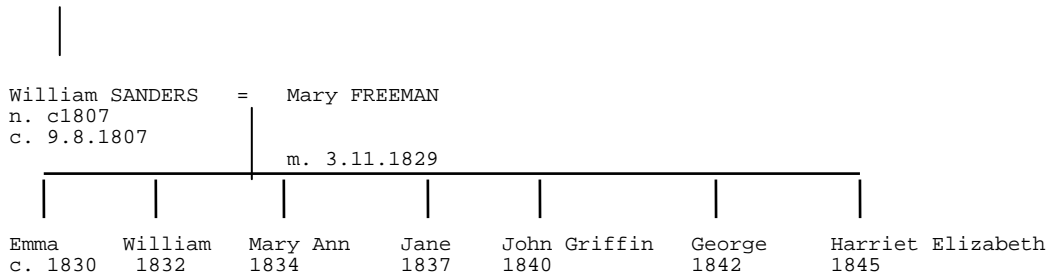 William SANDERS = Mary FREEMAN
n. c1807
c. 9.8.1807
m. 3.11.1829
Emma William Mary Ann Jane John Griffin George Harriet Elizabeth
c. 1830 1832 1834 1837 1840 1842 1845